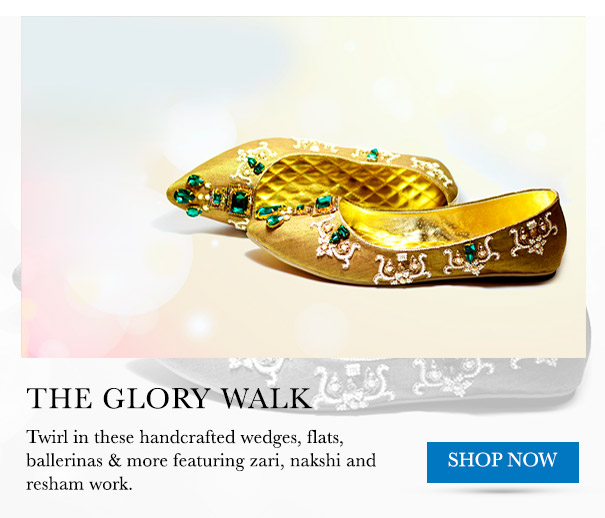 THE GLORY WALK
Twirl in these handcrafted wedges, flats,
ballerinas & more featuring zari, nakshi and
resham work.
SHOP NOW